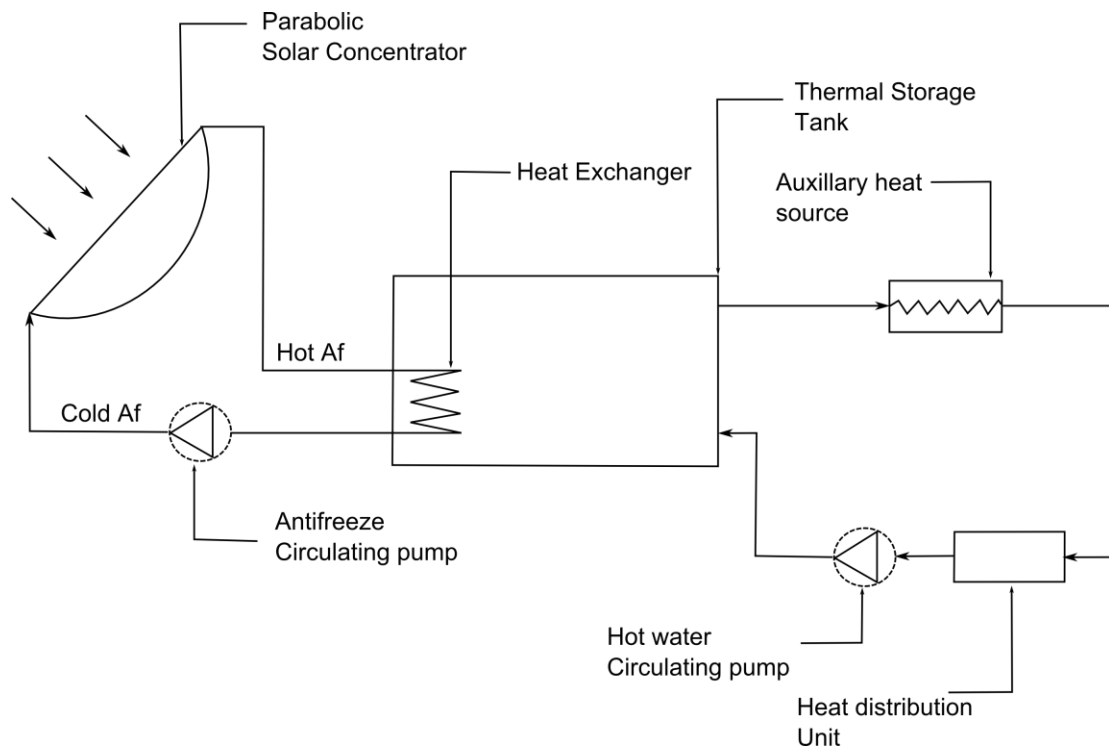 Parabolic
Solar Concentrator
Thermal Storage
Tank
Heat Exchanger
Auxillary heat
source
Hot Af
Cold Af
Antifreeze
Circulating pump
Hot water
Circulating pump
Heat distribution
Unit